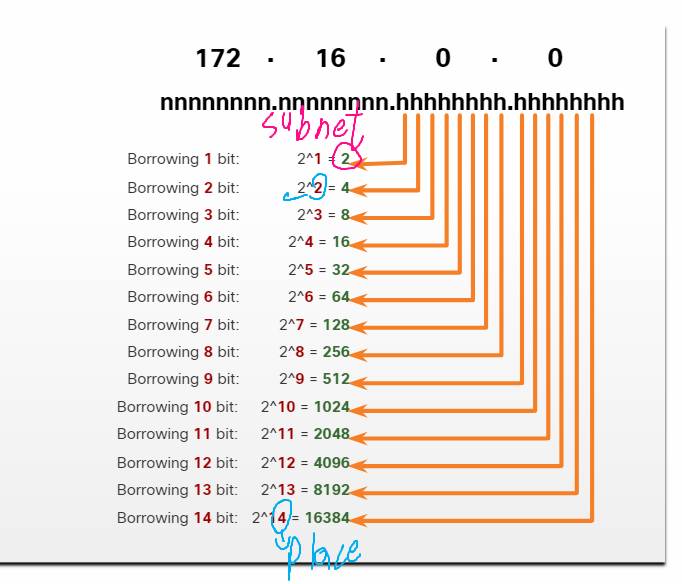 172 . 16 . 0 . 0
nnnnnnnn.nnnnnnnn.hhhhhhhh.hhhhhhhh
subnet
Borrowing 1 bit: 2^1 = 2
Borrowing 2 bit: 2^2 = 4
Borrowing 3 bit: 2^3 = 8
Borrowing 4 bit: 2^4 = 16
Borrowing 5 bit: 2^5 = 32
Borrowing 6 bit: 2^6 = 64
Borrowing 7 bit: 2^7 = 128
Borrowing 8 bit: 2^8 = 256
Borrowing 9 bit: 2^9 = 512
Borrowing 10 bit: 2^10 = 1024
Borrowing 11 bit: 2^11 = 2048
Borrowing 12 bit: 2^12 = 4096
Borrowing 13 bit: 2^13 = 8192
Borrowing 14 bit: 2^14 = 16384
place